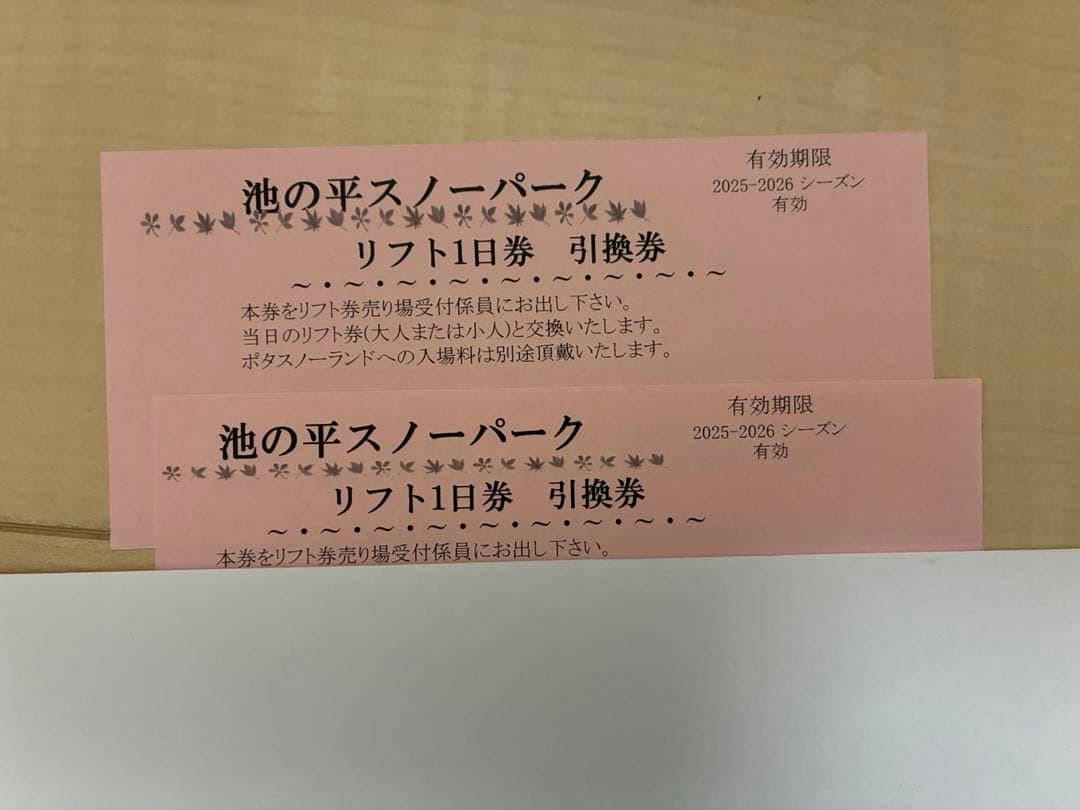 池の平スノーパーク
有効期限
2025-2026 シーズン
有効
リフト1日券 引換券
～・～・～・～・～・～・～・～・～
本券をリフト券売り場受付係員にお出し下さい。
当日のリフト券(大人または小人)と交換いたします。
ポタスノーランドへの入場料は別途頂戴いたします。
池の平スノーパーク
有効期限
2025-2026 シーズン
有効
リフト1日券 引換券
～・～・～・～・～・～・～・～・～
本券をリフト券売り場受付係員にお出し下さい。